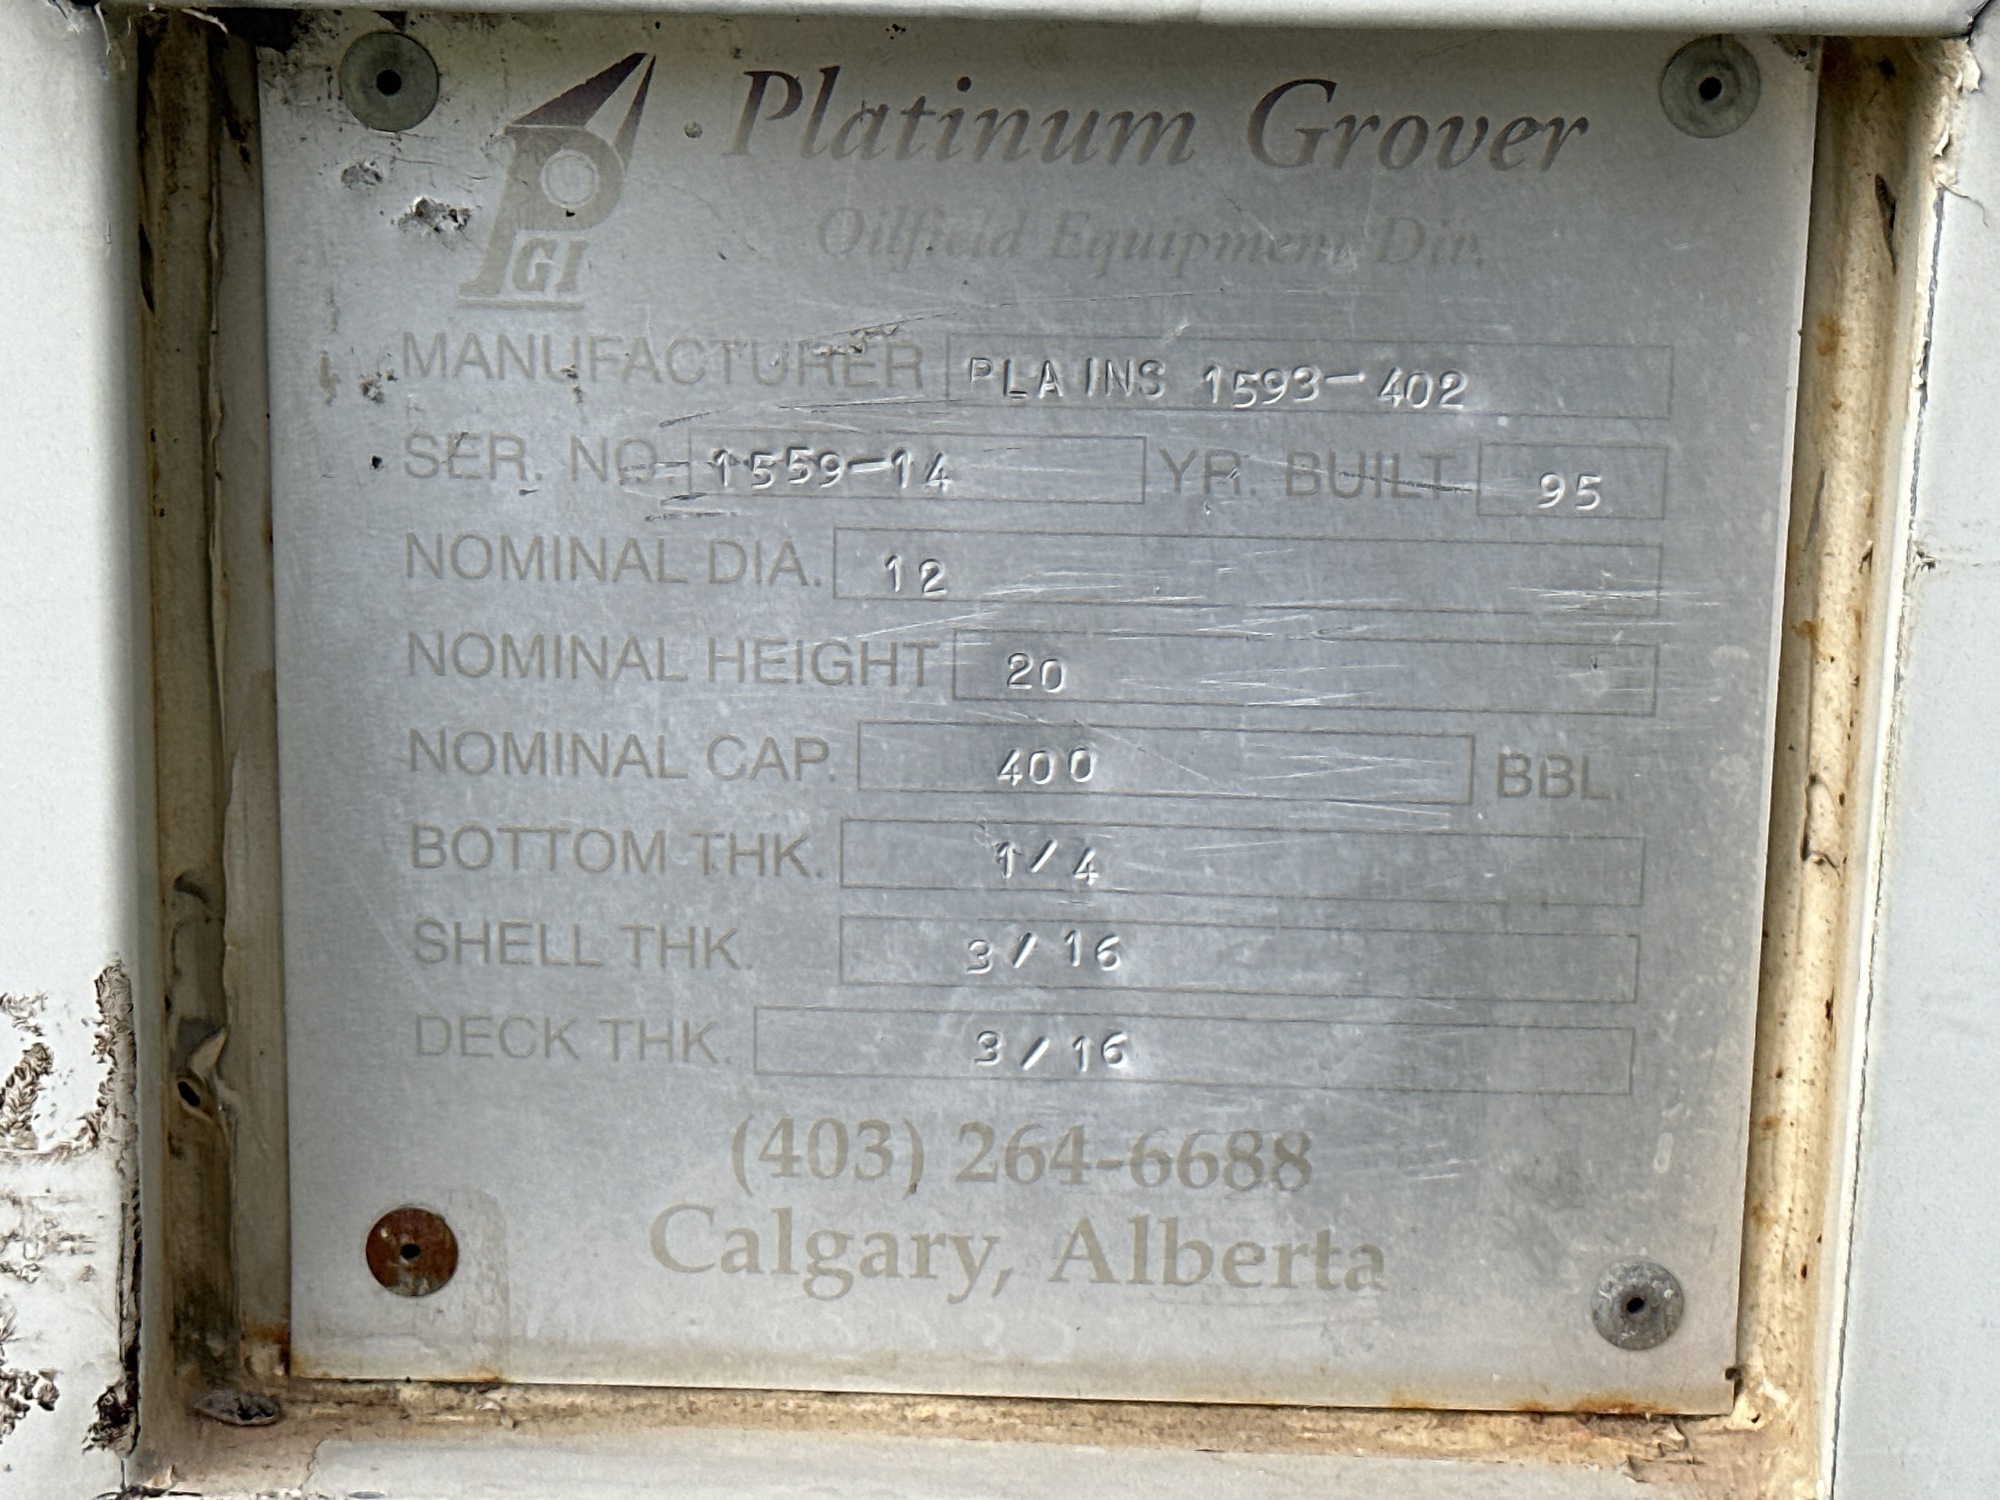 PGI
Platinum Grover
Oilfield Equipment Div.
MANUFACTURER PLAINS 1593-402
SER. NO. 1559-14 YR. BUILT 95
NOMINAL DIA. 12
NOMINAL HEIGHT 20
NOMINAL CAP. 400 BBL.
BOTTOM THK. 1/4
SHELL THK. 3/16
DECK THK. 3/16
(403) 264-6688
Calgary, Alberta